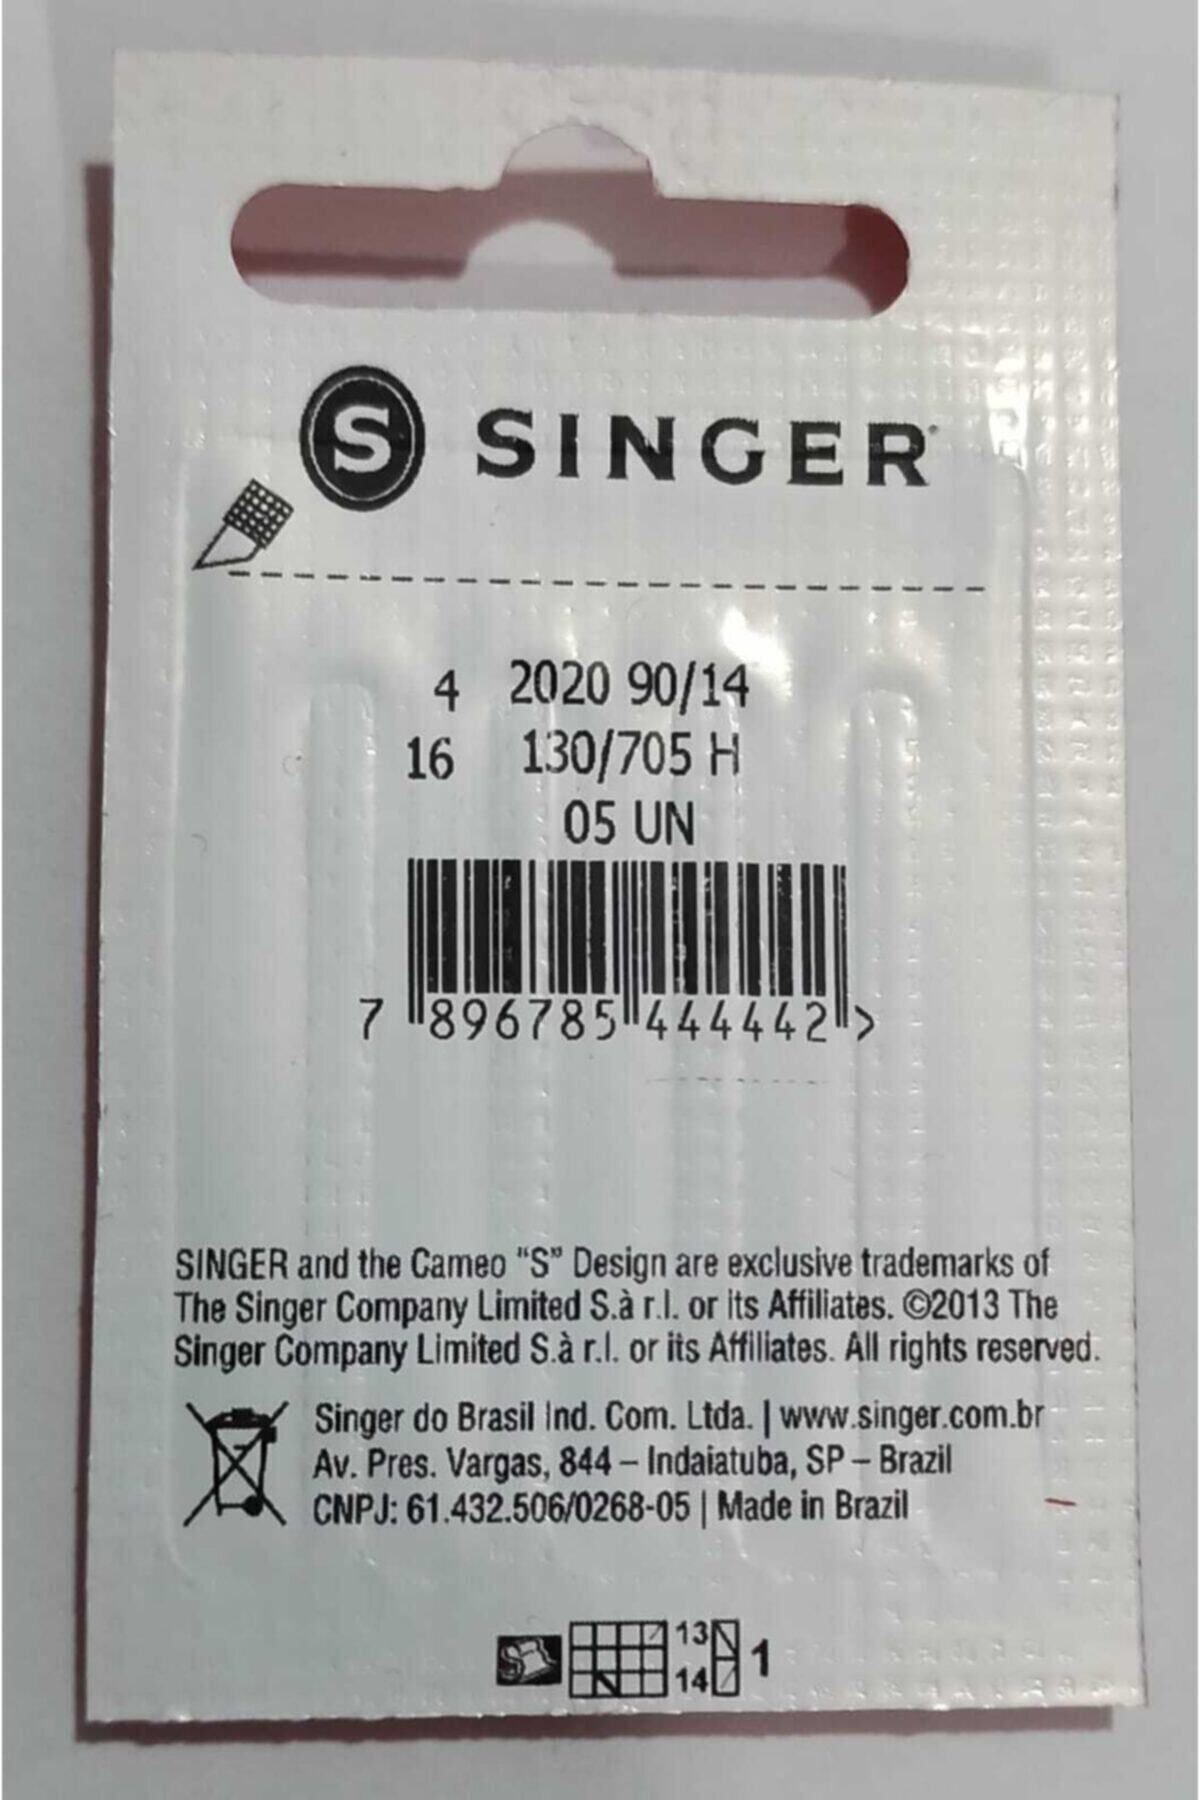 S SINGER
4 2020 90/14
16 130/705 H
05 UN
7 896785 444442 >
SINGER and the Cameo "S" Design are exclusive trademarks of
The Singer Company Limited S.à r.l. or its Affiliates. ©2013 The
Singer Company Limited S.à r.l. or its Affiliates. All rights reserved.
Singer do Brasil Ind. Com. Ltda. | www.singer.com.br
Av. Pres. Vargas, 844 – Indaiatuba, SP – Brazil
CNPJ: 61.432.506/0268-05 | Made in Brazil
13
14 1